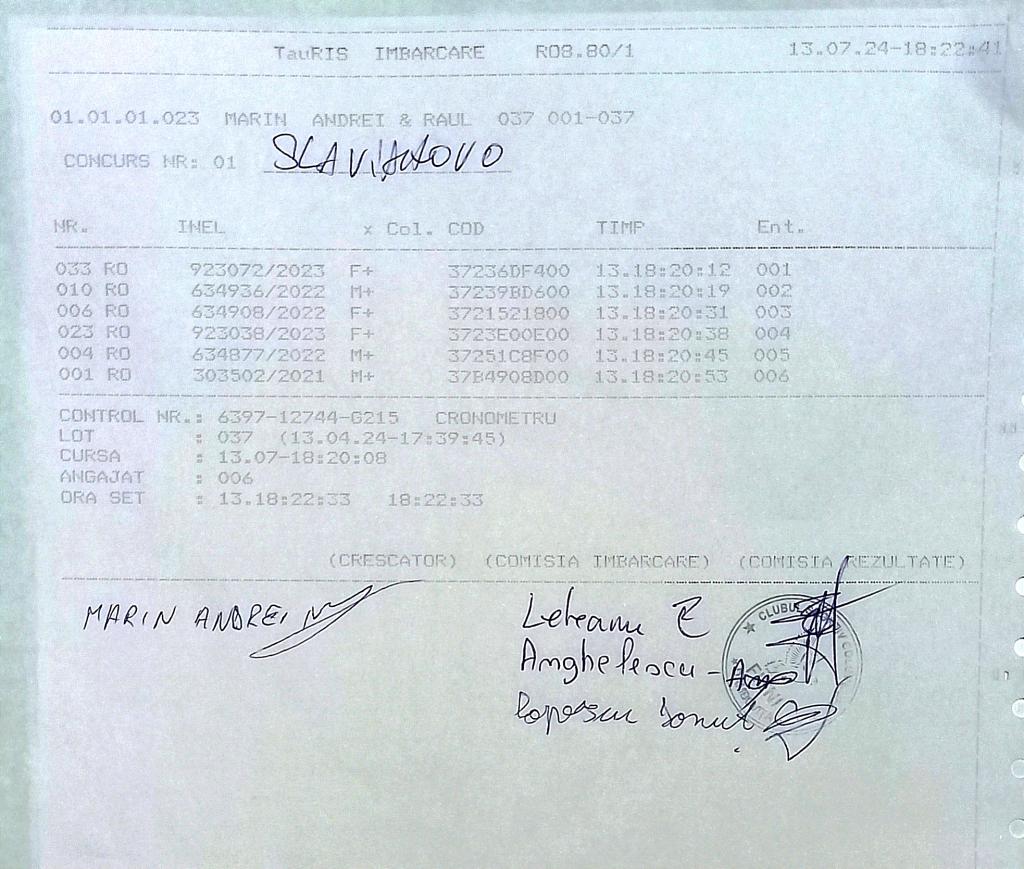 TauRIS IMBARCARE RO8.80/1 13.07.24-18:22:41
01.01.01.023 MARIN ANDREI & RAUL 037 001-037
CONCURS NR: 01 SLAVIANOVO
NR. INEL x Col. COD TIMP Ent.
033 RO 923072/2023 F+ 37236DF400 13.18:20:12 001
010 RO 634936/2022 M+ 37239BD600 13.18:20:19 002
006 RO 634908/2022 F+ 3721521800 13.18:20:31 003
023 RO 923038/2023 F+ 3723E00E00 13.18:20:38 004
004 RO 634877/2022 M+ 37251C8F00 13.18:20:45 005
001 RO 303502/2021 M+ 37B4908D00 13.18:20:53 006
CONTROL NR.: 6397-12744-G215 CRONOMETRU
LOT : 037 (13.04.24-17:39:45)
CURSA : 13.07-18:20:08
ANGAJAT : 006
ORA SET : 13.18:22:33 18:22:33
(CRESCATOR) (COMISIA IMBARCARE) (COMISIA REZULTATE)
MARIN ANDREI
Leteanu E
Anghelescu
Popescu Ionut
CLUBUL